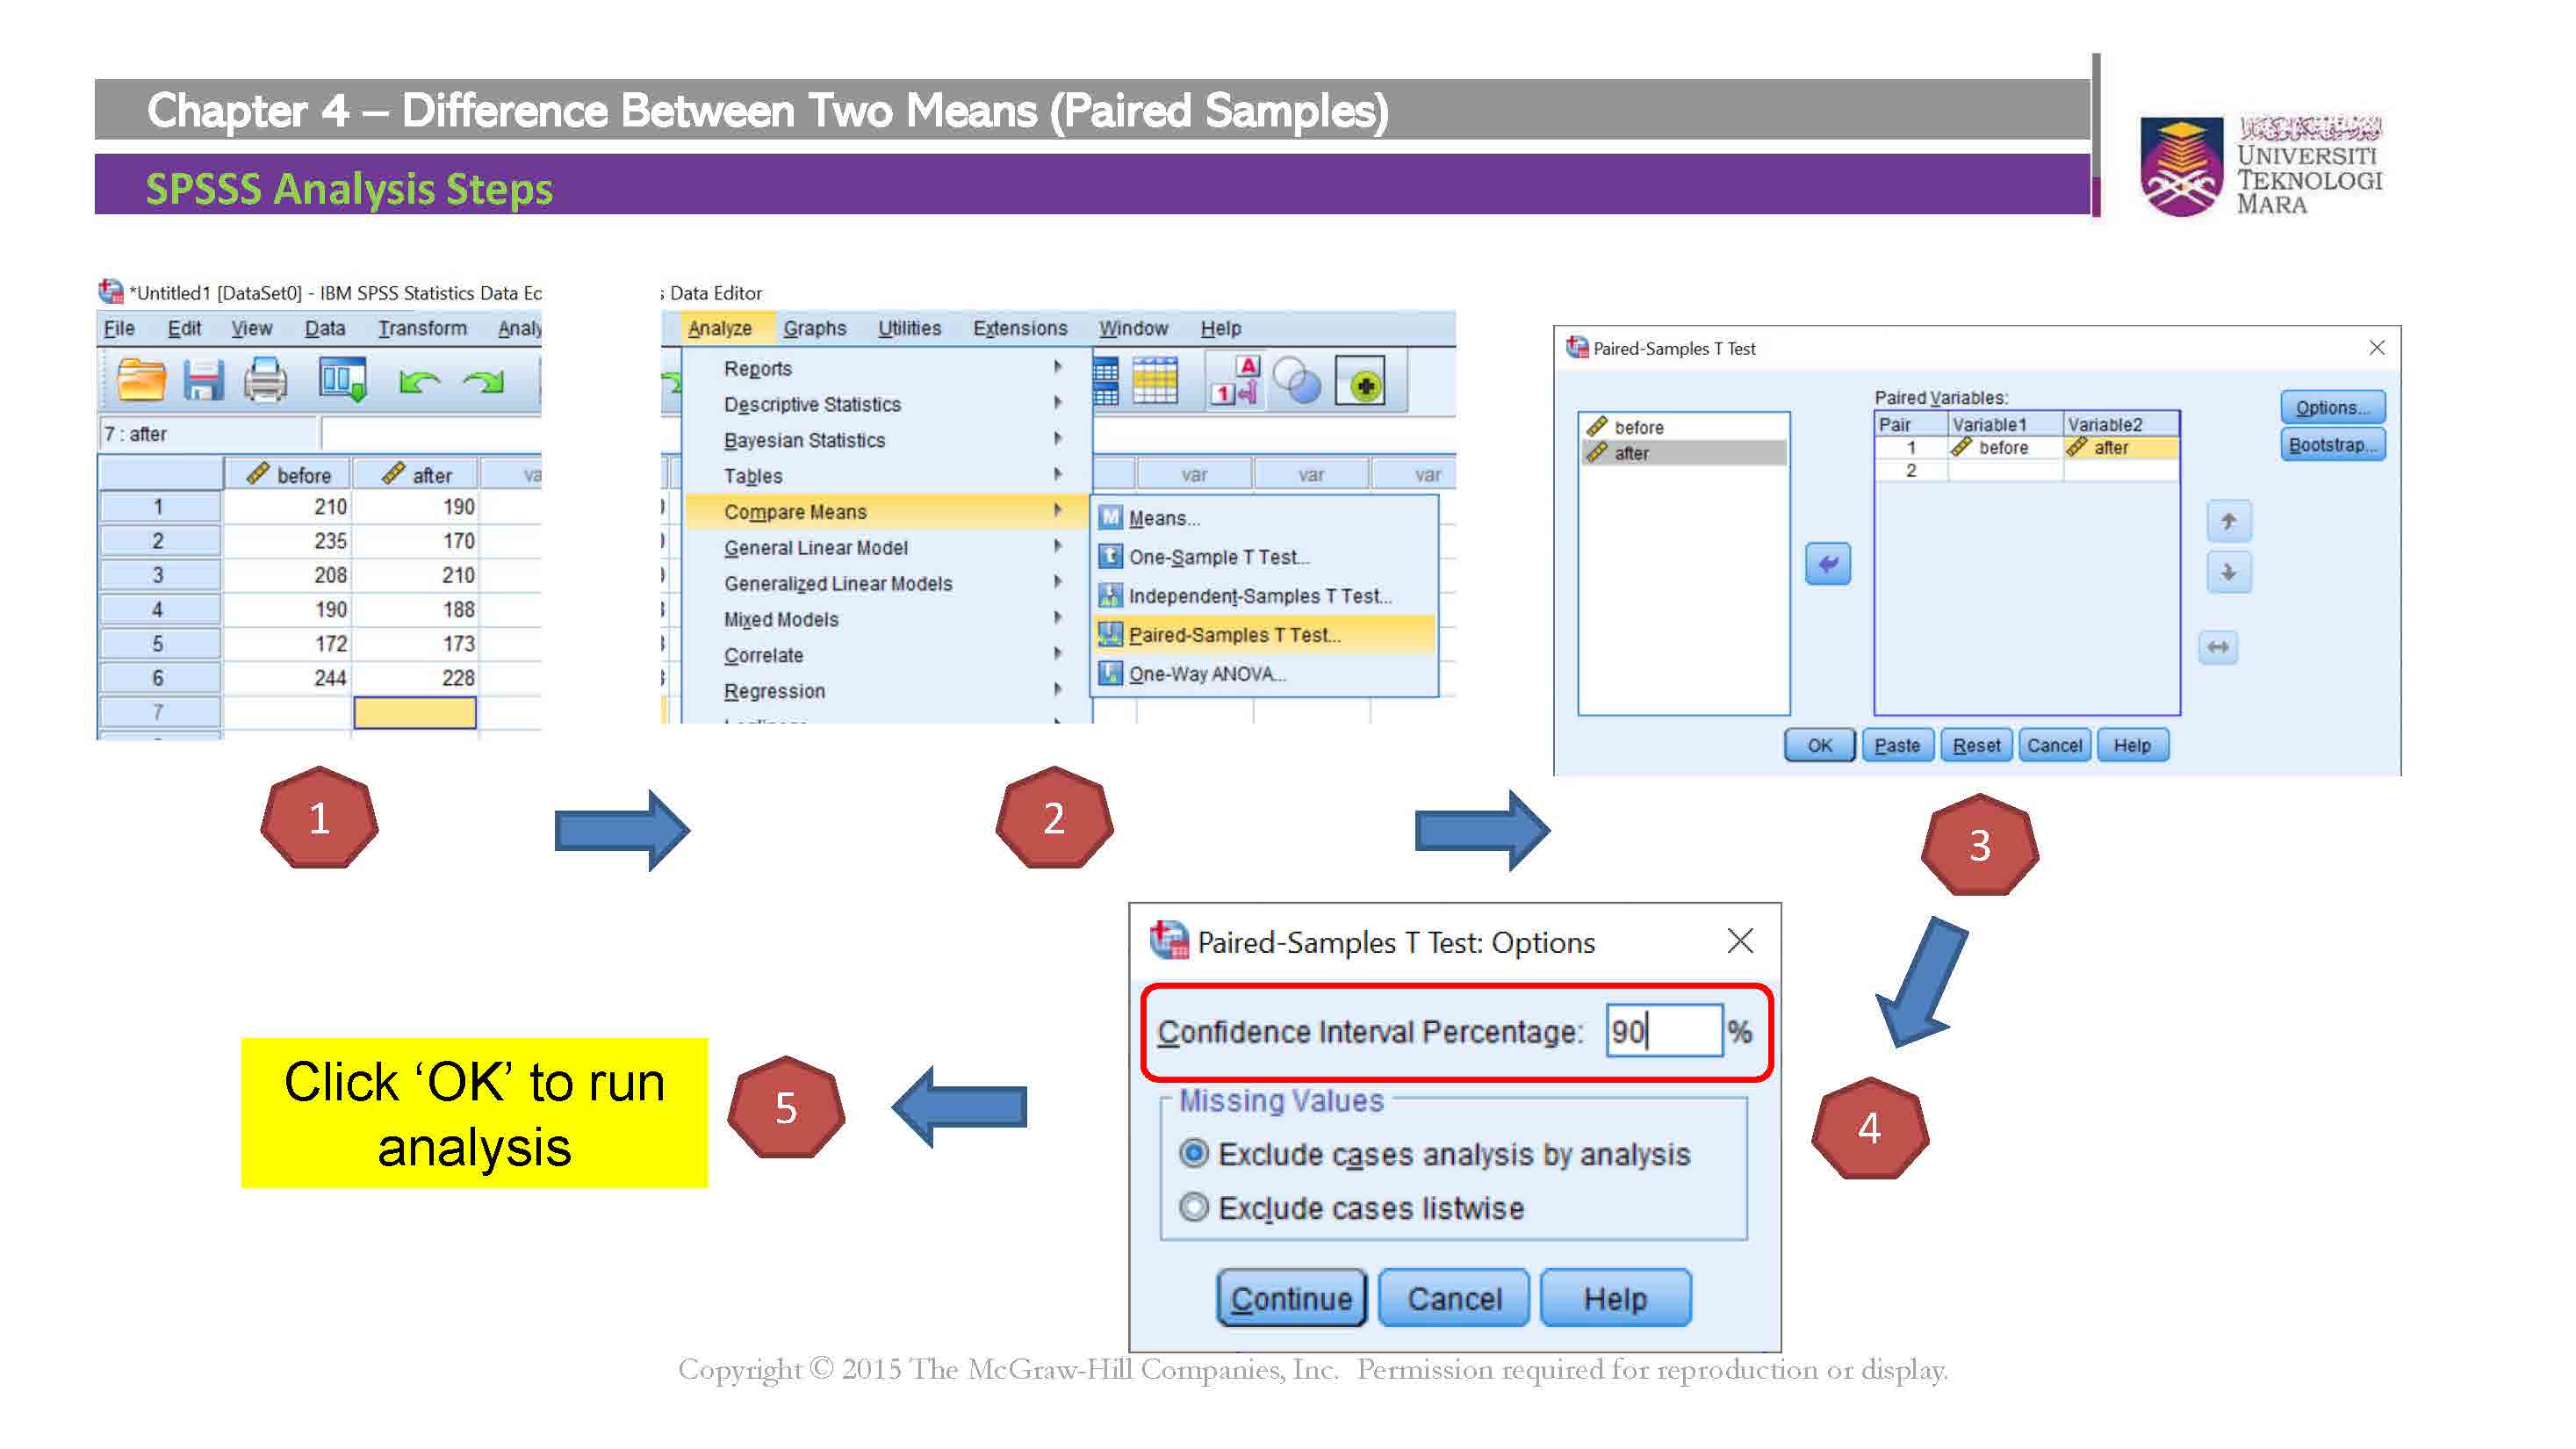 Chapter 4 – Difference Between Two Means (Paired Samples)
SPSSS Analysis Steps
UNIVERSITI
TEKNOLOGI
MARA
*Untitled1 [DataSet0] - IBM SPSS Statistics Data Ec
File Edit View Data Transform Analy
7 : after
before after va
1 210 190
2 235 170
3 208 210
4 190 188
5 172 173
6 244 228
7
s Data Editor
Analyze Graphs Utilities Extensions Window Help
Reports
Descriptive Statistics
Bayesian Statistics
Tables
Compare Means
General Linear Model
Generalized Linear Models
Mixed Models
Correlate
Regression
var var var
Means...
One-Sample T Test...
Independent-Samples T Test...
Paired-Samples T Test...
One-Way ANOVA...
Paired-Samples T Test
before
after
Paired Variables:
Pair Variable1 Variable2
1 before after
2
Options...
Bootstrap...
OK Paste Reset Cancel Help
1
2
3
Paired-Samples T Test: Options
Confidence Interval Percentage: 90 %
Missing Values
Exclude cases analysis by analysis
Exclude cases listwise
Continue Cancel Help
4
5
Click ‘OK’ to run
analysis
Copyright © 2015 The McGraw-Hill Companies, Inc. Permission required for reproduction or display.